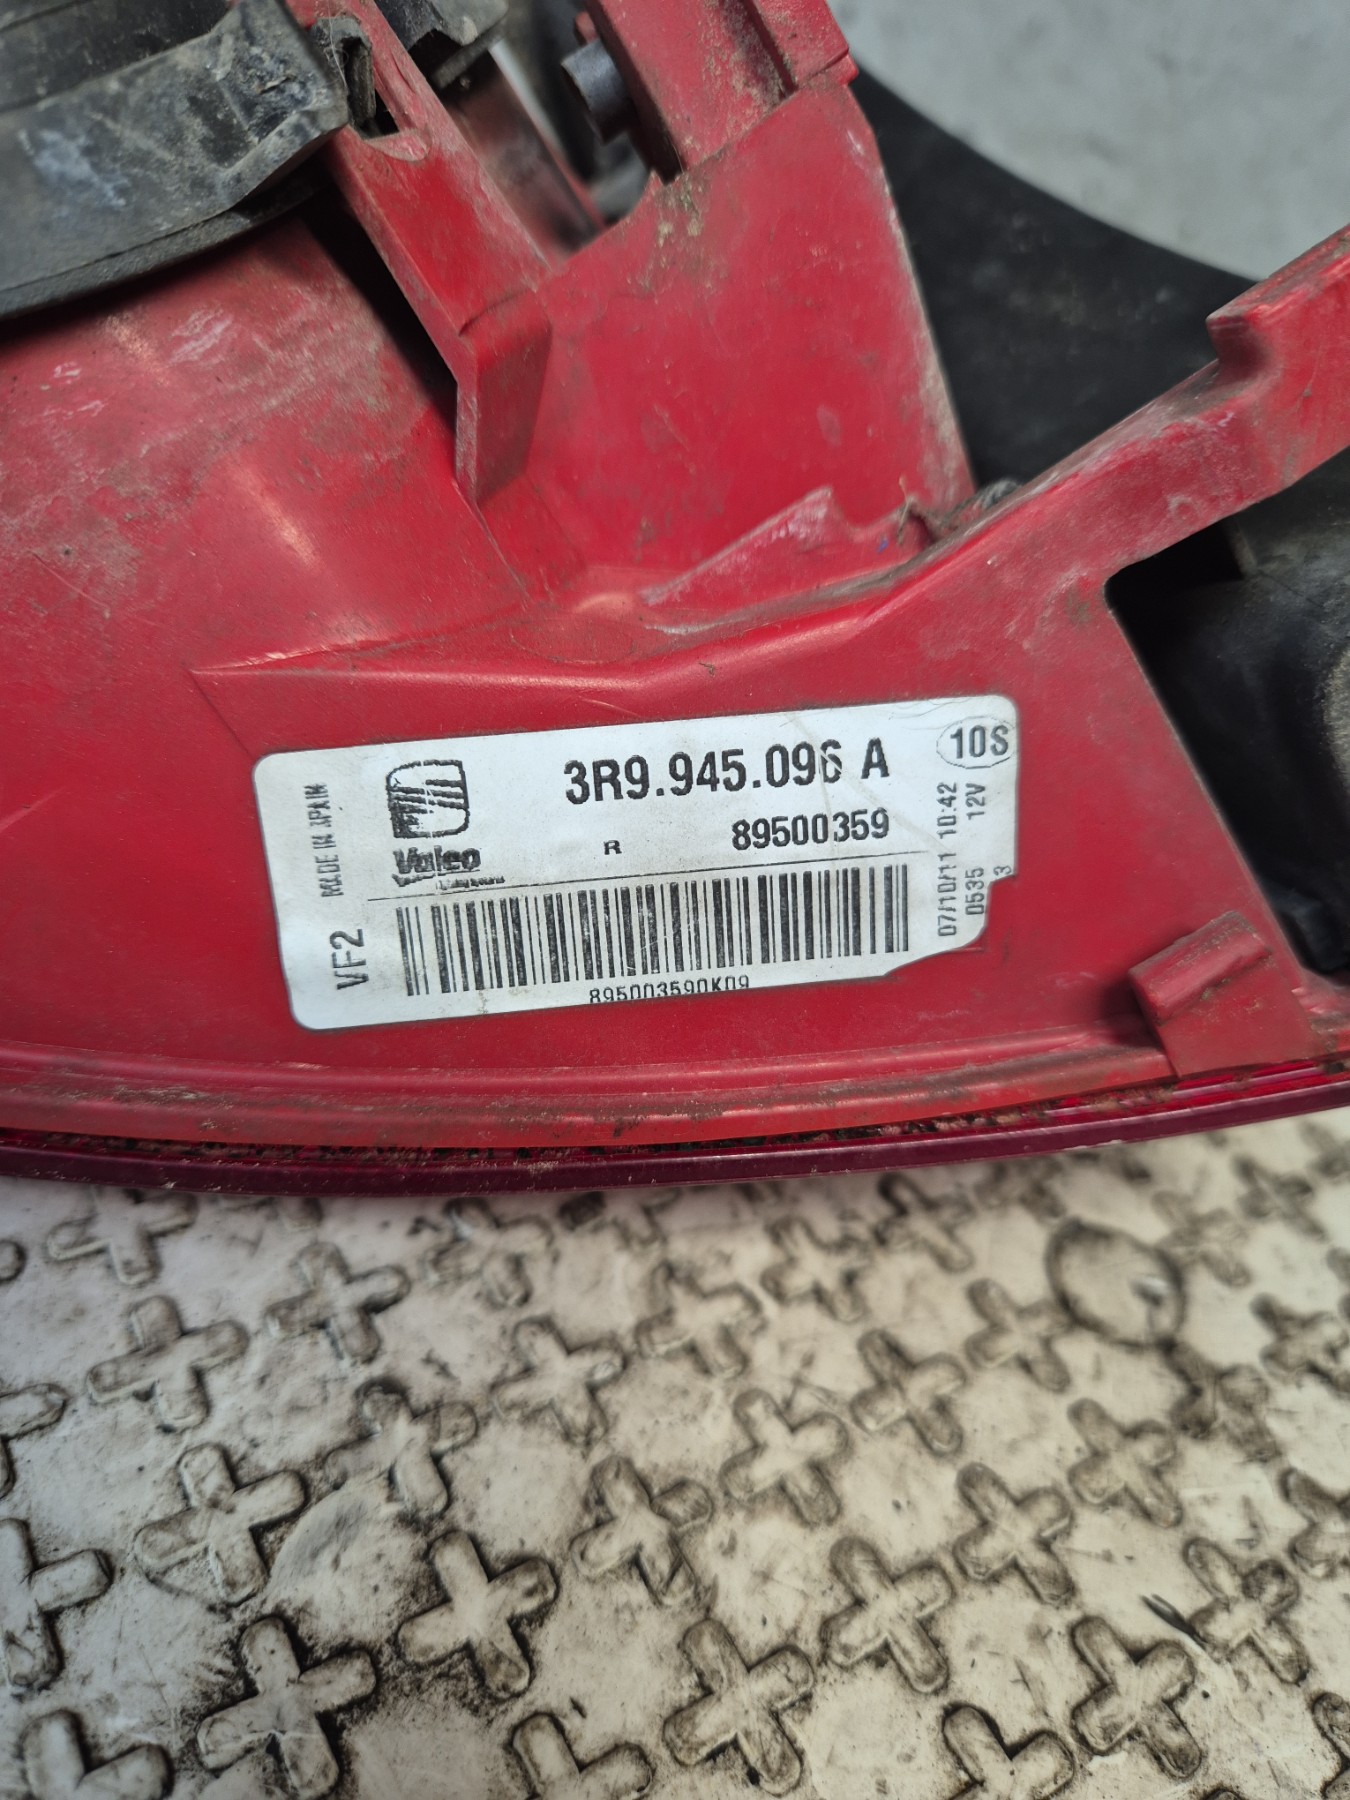 3R9.945.096 A
10S
R
89500359
Valeo
MADE IN SPAIN
VF2
07/10/11 10:42
0535 12V
3
895003590K09